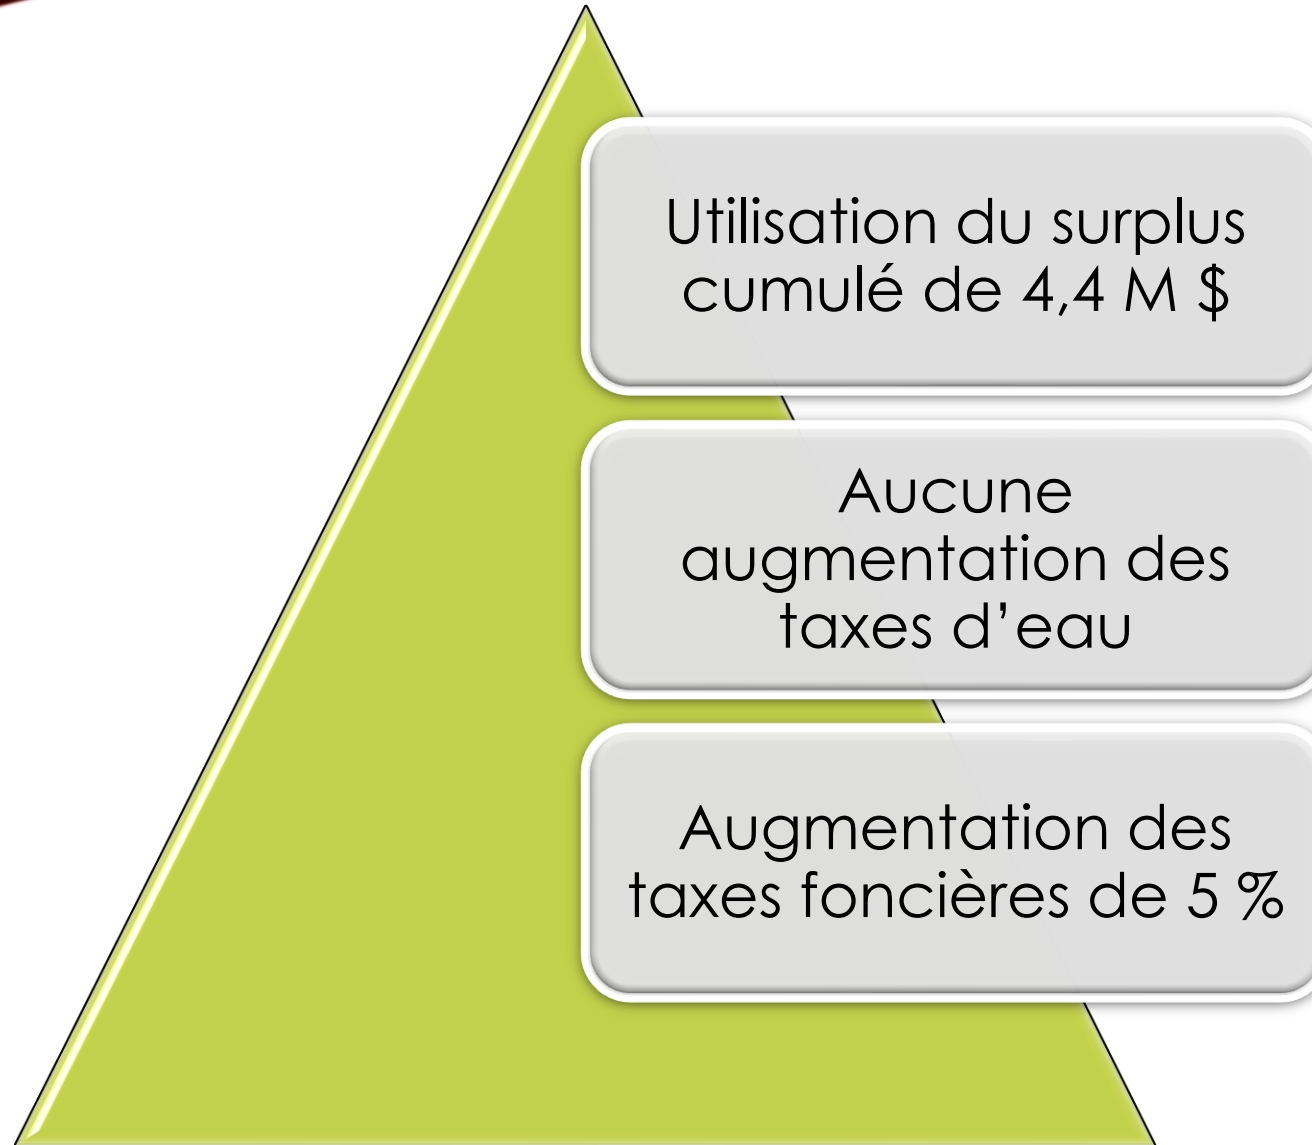 Utilisation du surplus
cumulé de 4,4 M $
Aucune
augmentation des
taxes d’eau
Augmentation des
taxes foncières de 5 %